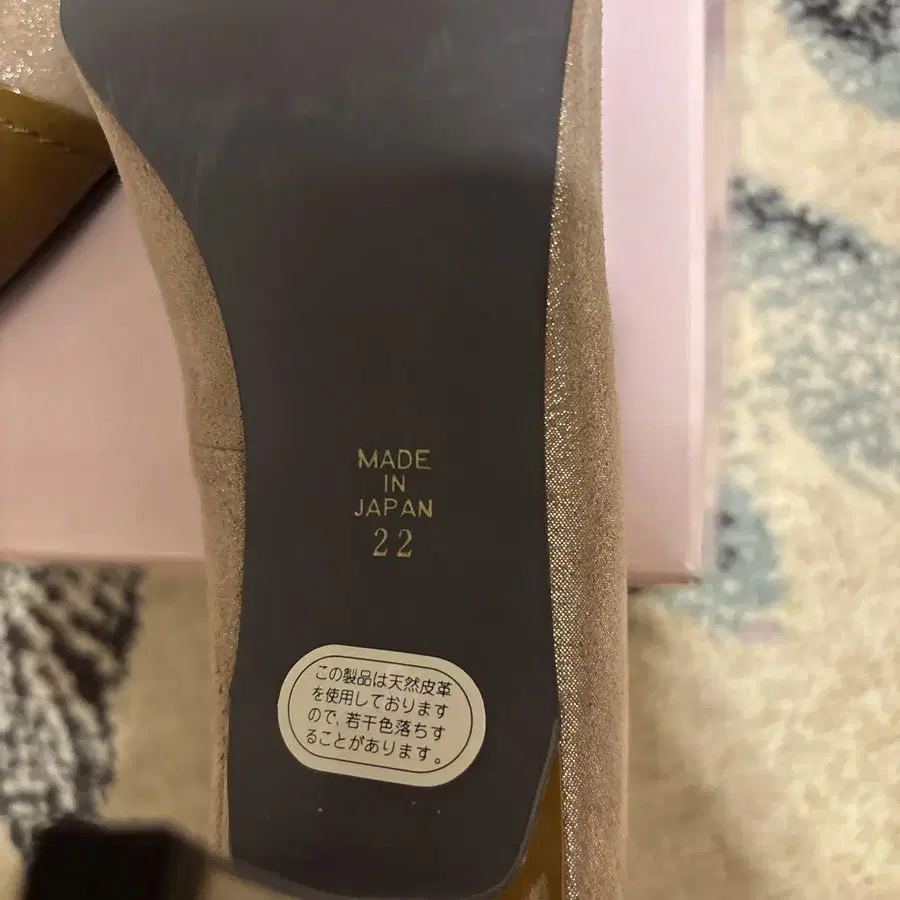 MADE
IN
JAPAN
22
この製品は天然皮革
を使用しております
ので、若干色落ちす
ることがあります。